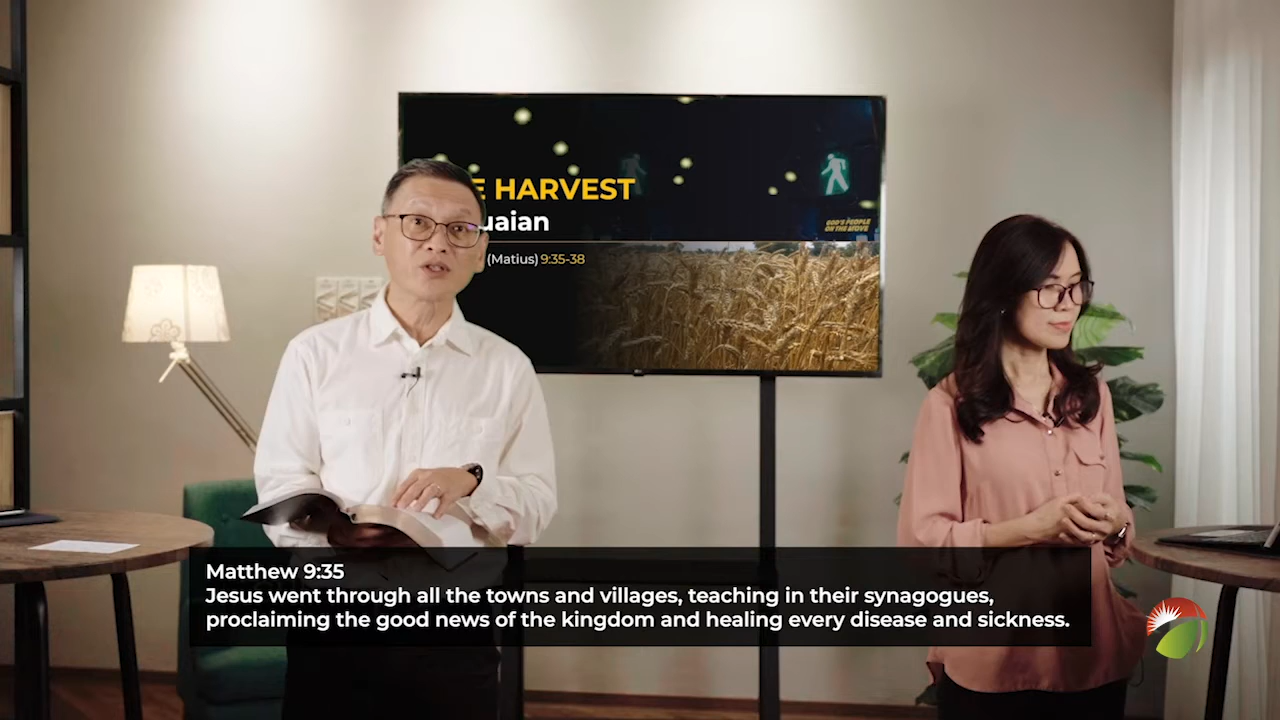 E HARVEST
uaian
(Matius) 9:35-38
GOD'S PEOPLE
ON THE MOVE
Matthew 9:35
Jesus went through all the towns and villages, teaching in their synagogues,
proclaiming the good news of the kingdom and healing every disease and sickness.